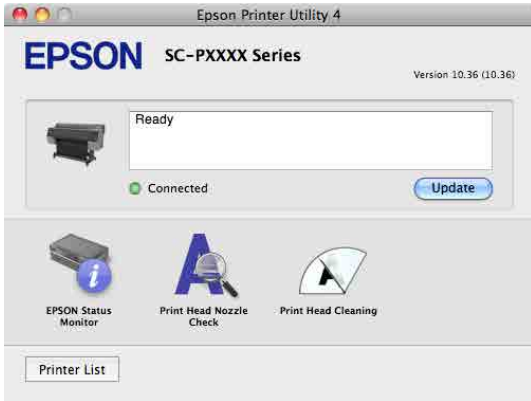 Epson Printer Utility 4
EPSON
SC-PXXXX Series
Version 10.36 (10.36)
Ready
Connected
Update
EPSON Status
Monitor
Print Head Nozzle
Check
Print Head Cleaning
Printer List